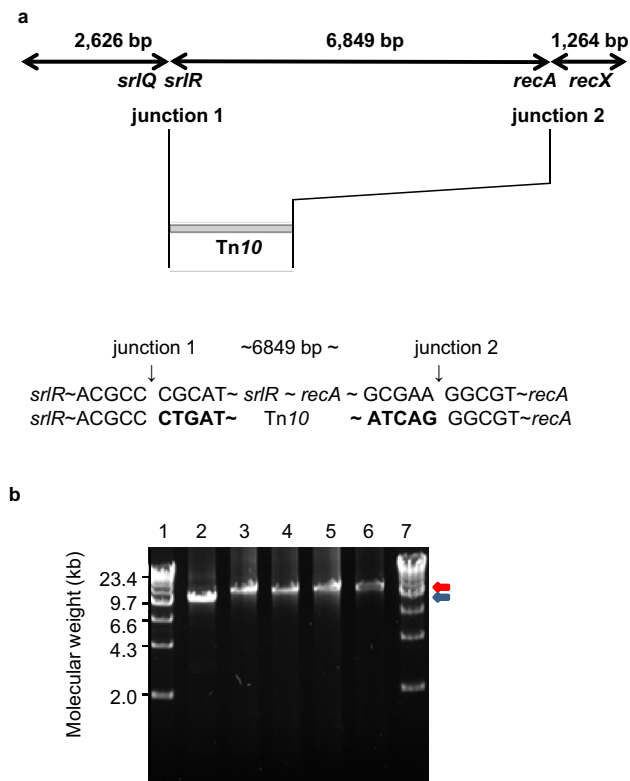 a
2,626 bp 6,849 bp 1,264 bp
srlQ srlR recA recX
junction 1 junction 2
Tn10
junction 1 ~6849 bp ~ junction 2
↓ ↓
srlR~ACGCC CGCAT~ srlR ~ recA ~ GCGAA GGCGT~recA
srlR~ACGCC CTGAT~ Tn10 ~ ATCAG GGCGT~recA
b
1 2 3 4 5 6 7
Molecular weight (kb)
23.4
9.7
6.6
4.3
2.0